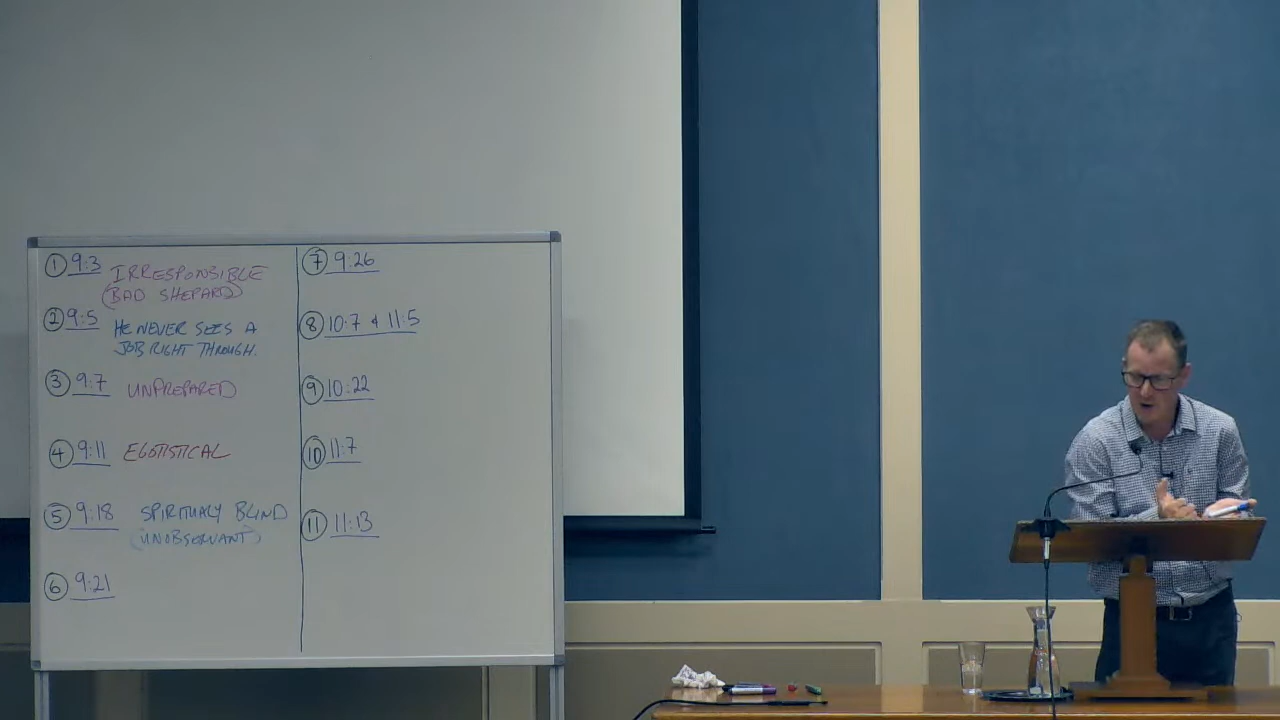 ① 9:3 IRRESPONSIBLE
(BAD SHEPARD)
② 9:5 HE NEVER SEES A
JOB RIGHT THROUGH.
③ 9:7 UNPREPARED
④ 9:11 EGOTISTICAL
⑤ 9:18 SPIRITUALY BLIND
(UNOBSERVANT)
⑥ 9:21
⑦ 9:26
⑧ 10:7 & 11:5
⑨ 10:22
⑩ 11:7
⑪ 11:13